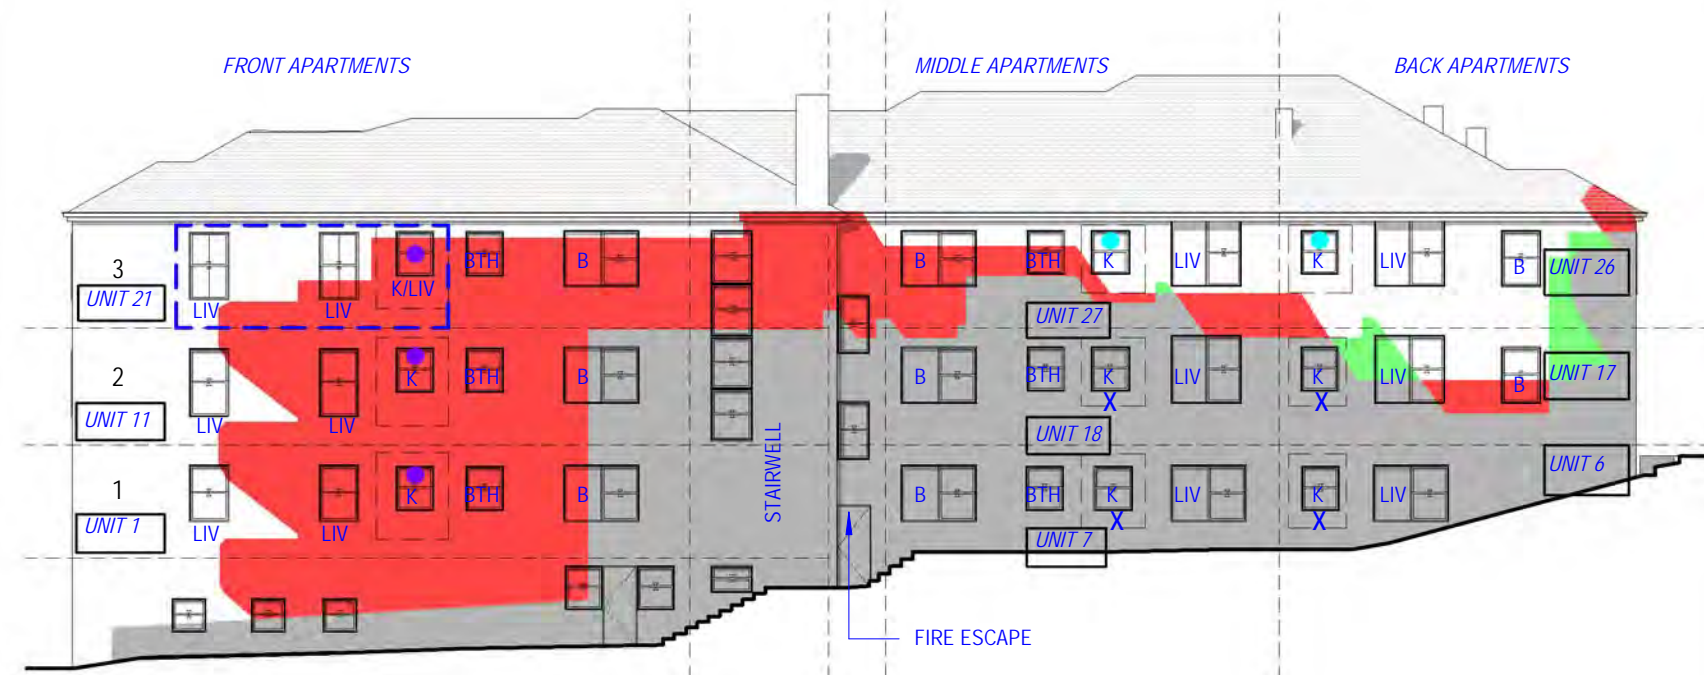 FRONT APARTMENTS
MIDDLE APARTMENTS
BACK APARTMENTS
3
UNIT 21
LIV
LIV
K/LIV
BTH
B
B
BTH
K
LIV
K
LIV
B
UNIT 26
UNIT 27
2
UNIT 11
LIV
LIV
K
BTH
B
B
BTH
K
X
LIV
K
X
LIV
B
UNIT 17
UNIT 18
1
UNIT 1
LIV
LIV
K
BTH
B
STAIRWELL
B
BTH
K
X
LIV
K
X
LIV
UNIT 6
UNIT 7
FIRE ESCAPE